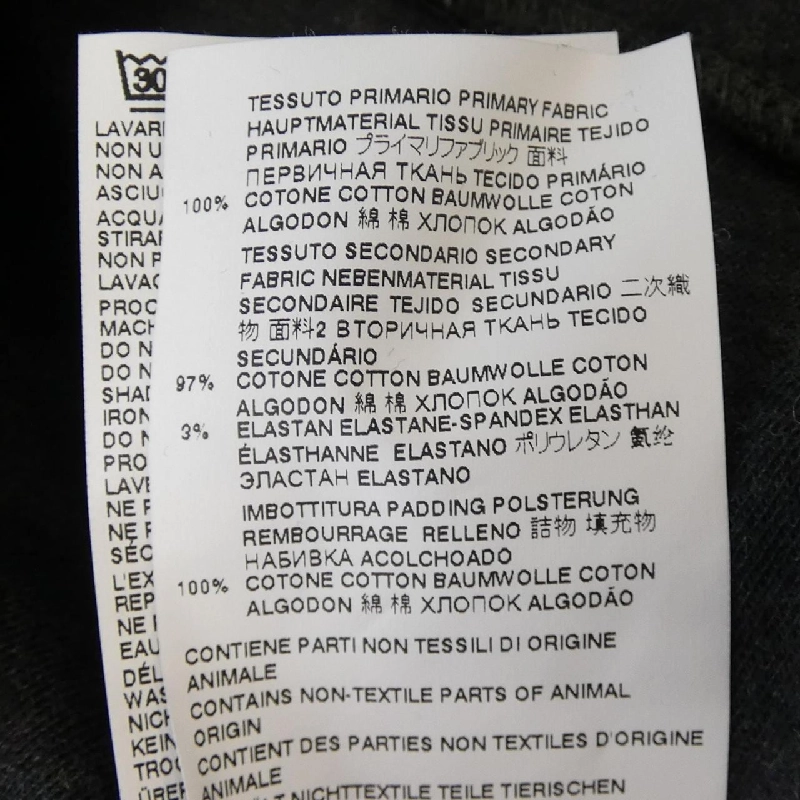 30
LAVAR
NON U
NON A
ASCIU
ACQUA
STIRAR
NON P
LAVAG
PROC
MACH
DO N
DO N
SHAD
IRON
DO N
PRO
LAVE
NE P
NE R
SÉC
L'EX
REP
NE
EAU
DÉL
WAS
NICH
KEIN
TRO
ÜBER
TESSUTO PRIMARIO PRIMARY FABRIC
HAUPTMATERIAL TISSU PRIMAIRE TEJIDO
PRIMARIO プライマリファブリック 面料
ПЕРВИЧНАЯ ТКАНЬ TECIDO PRIMÁRIO
100% COTONE COTTON BAUMWOLLE COTON
ALGODON 綿 棉 ХЛОПОК ALGODÃO
TESSUTO SECONDARIO SECONDARY
FABRIC NEBENMATERIAL TISSU
SECONDAIRE TEJIDO SECUNDARIO 二次織
物 面料2 ВТОРИЧНАЯ ТКАНЬ TECIDO
SECUNDÁRIO
97% COTONE COTTON BAUMWOLLE COTON
ALGODON 綿 棉 ХЛОПОК ALGODÃO
3% ELASTAN ELASTANE-SPANDEX ELASTHAN
ÉLASTHANNE ELASTANO ポリウレタン 氨纶
ЭЛАСТАН ELASTANO
IMBOTTITURA PADDING POLSTERUNG
REMBOURRAGE RELLENO 詰物 填充物
НАБИВКА ACOLCHOADO
100% COTONE COTTON BAUMWOLLE COTON
ALGODON 綿 棉 ХЛОПОК ALGODÃO
CONTIENE PARTI NON TESSILI DI ORIGINE
ANIMALE
CONTAINS NON-TEXTILE PARTS OF ANIMAL
ORIGIN
CONTIENT DES PARTIES NON TEXTILES D'ORIGINE
ANIMALE
NICHTTEXTILE TEILE TIERISCHEN